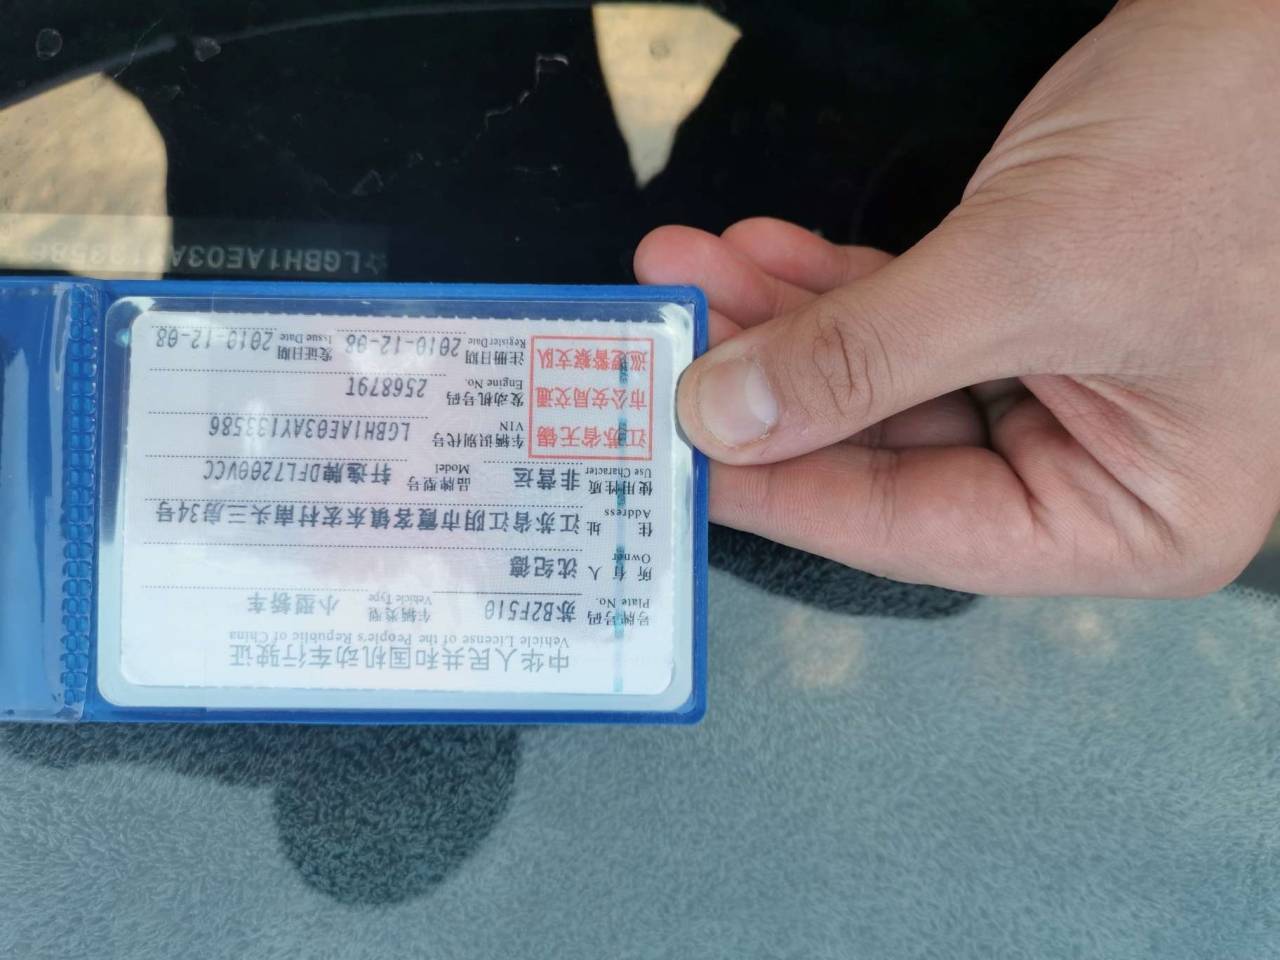 中华人民共和国机动车行驶证
Vehicle License of the People's Republic of China
号牌号码 苏B2F510 车辆类型 小型轿车
Plate No. Vehicle Type
所有人 沈纪德
Owner
住址 江苏省江阴市霞客镇东宏村南头三房34号
Address
使用性质 非营运 品牌型号 轩逸牌DFL7200VCC
Use Character Model
江苏省无锡
市公安局交通
巡逻警察支队
车辆识别代号 LGBH1AE03AY133586
VIN
发动机号码 256879T
Engine No.
注册日期 2010-12-08 发证日期 2010-12-08
Register Date Issue Date
☆LGBH1AE03AY133586